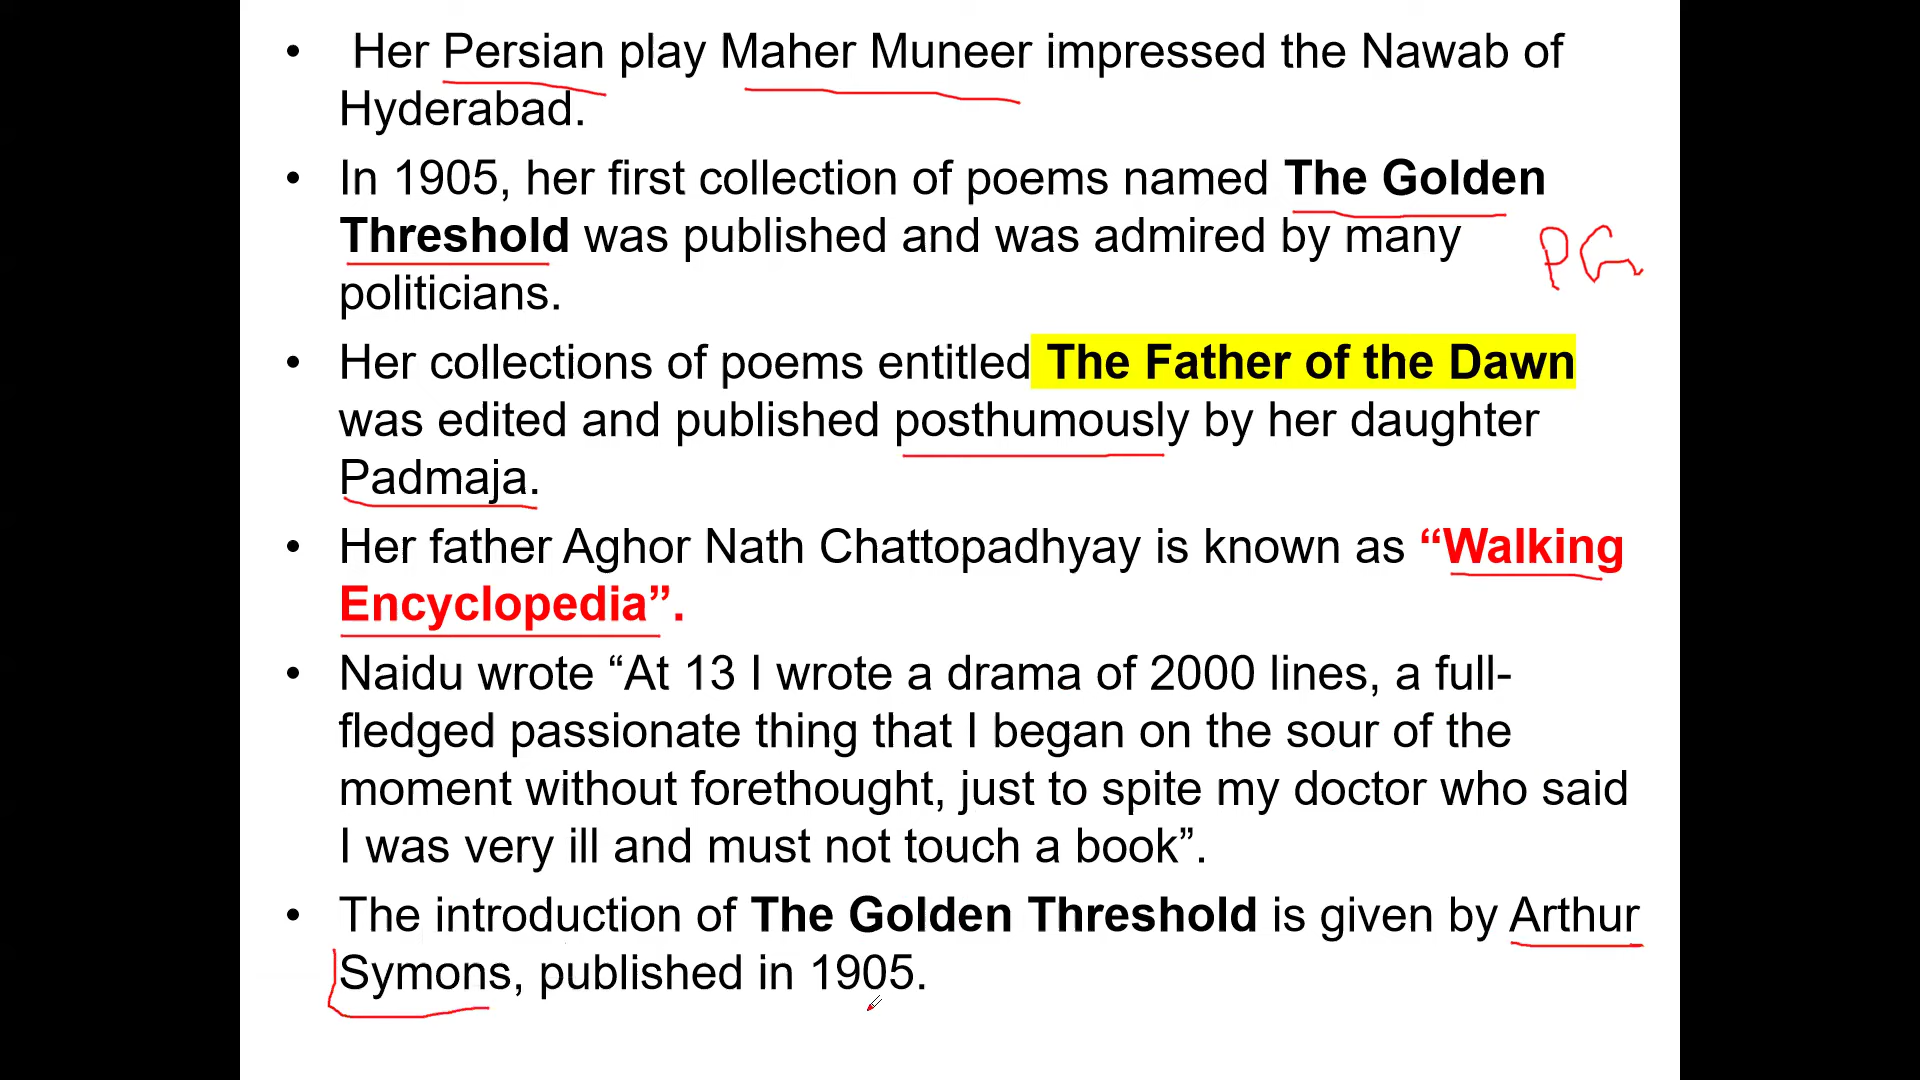 • Her Persian play Maher Muneer impressed the Nawab of
Hyderabad.
• In 1905, her first collection of poems named The Golden
Threshold was published and was admired by many
politicians.
PG
• Her collections of poems entitled The Father of the Dawn
was edited and published posthumously by her daughter
Padmaja.
• Her father Aghor Nath Chattopadhyay is known as “Walking
Encyclopedia”.
• Naidu wrote “At 13 I wrote a drama of 2000 lines, a full-
fledged passionate thing that I began on the sour of the
moment without forethought, just to spite my doctor who said
I was very ill and must not touch a book”.
• The introduction of The Golden Threshold is given by Arthur
Symons, published in 1905.